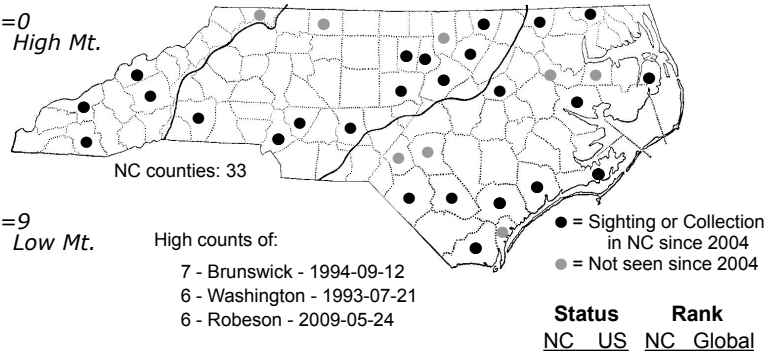 =0
High Mt.
NC counties: 33
=9
Low Mt.
High counts of:
7 - Brunswick - 1994-09-12
6 - Washington - 1993-07-21
6 - Robeson - 2009-05-24
= Sighting or Collection
in NC since 2004
= Not seen since 2004
Status Rank
NC US NC Global